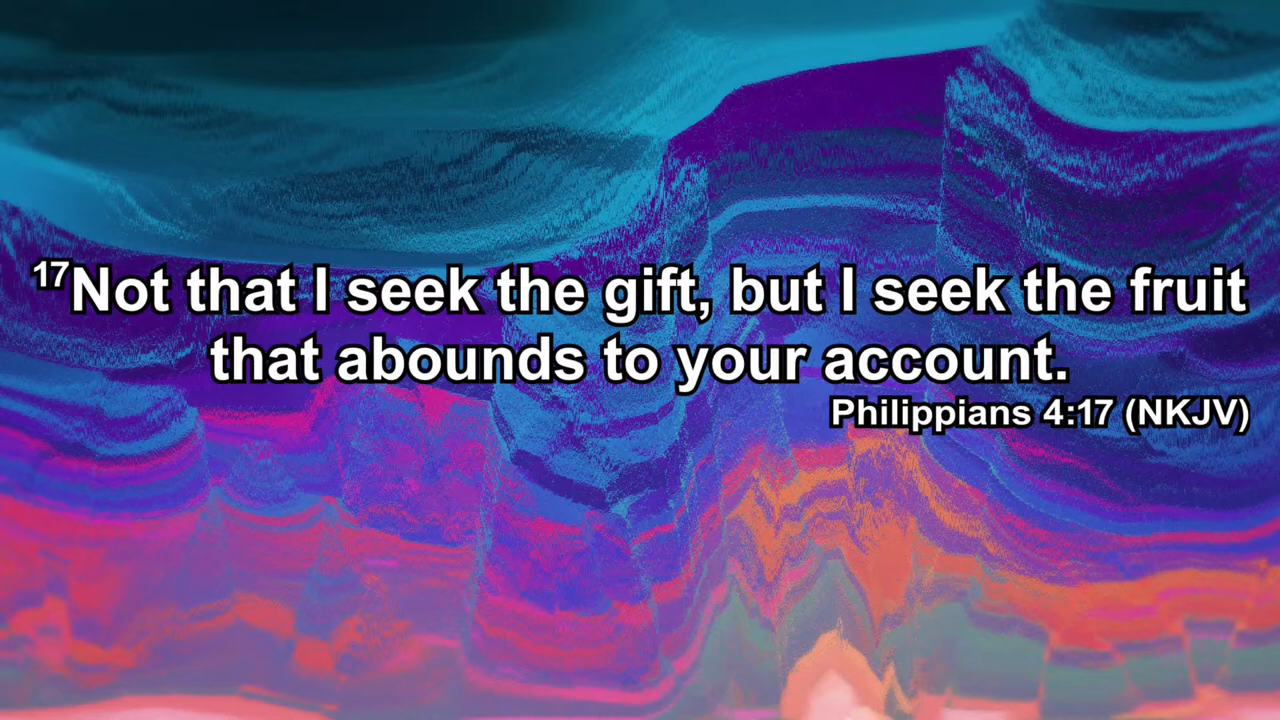 ¹⁷Not that I seek the gift, but I seek the fruit
that abounds to your account.
Philippians 4:17 (NKJV)